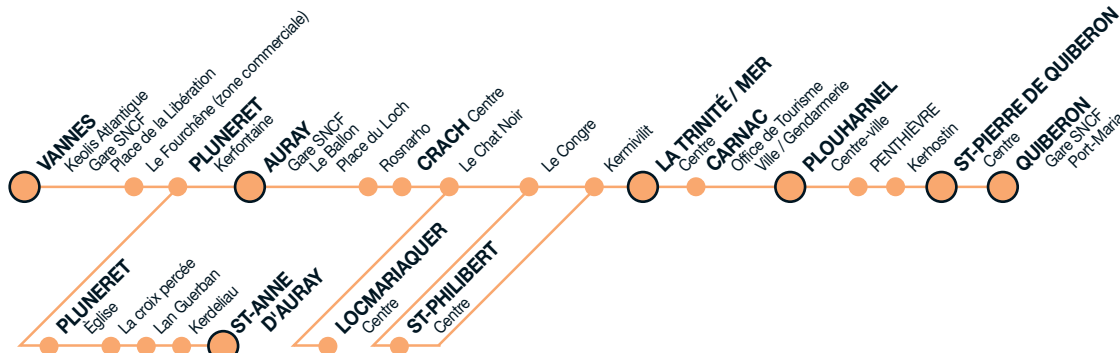 VANNES
Keolis Atlantique
Gare SNCF
Place de la Libération
Le Fourchêne (zone commerciale)
PLUNERET
Kerfontaine
AURAY
Gare SNCF
Le Ballon
Place du Loch
Rosnarho
CRACH Centre
Le Chat Noir
Le Congre
Kermivilit
LA TRINITÉ / MER
Centre
CARNAC
Office de Tourisme
Ville / Gendarmerie
PLOUHARNEL
Centre-ville
PENTHIÈVRE
Kerhostin
ST-PIERRE DE QUIBERON
Centre
QUIBERON
Gare SNCF
Port-Maria
PLUNERET
Église
La croix percée
Lan Guerban
Kerdeliau
ST-ANNE
D'AURAY
LOCMARIAQUER
Centre
ST-PHILIBERT
Centre